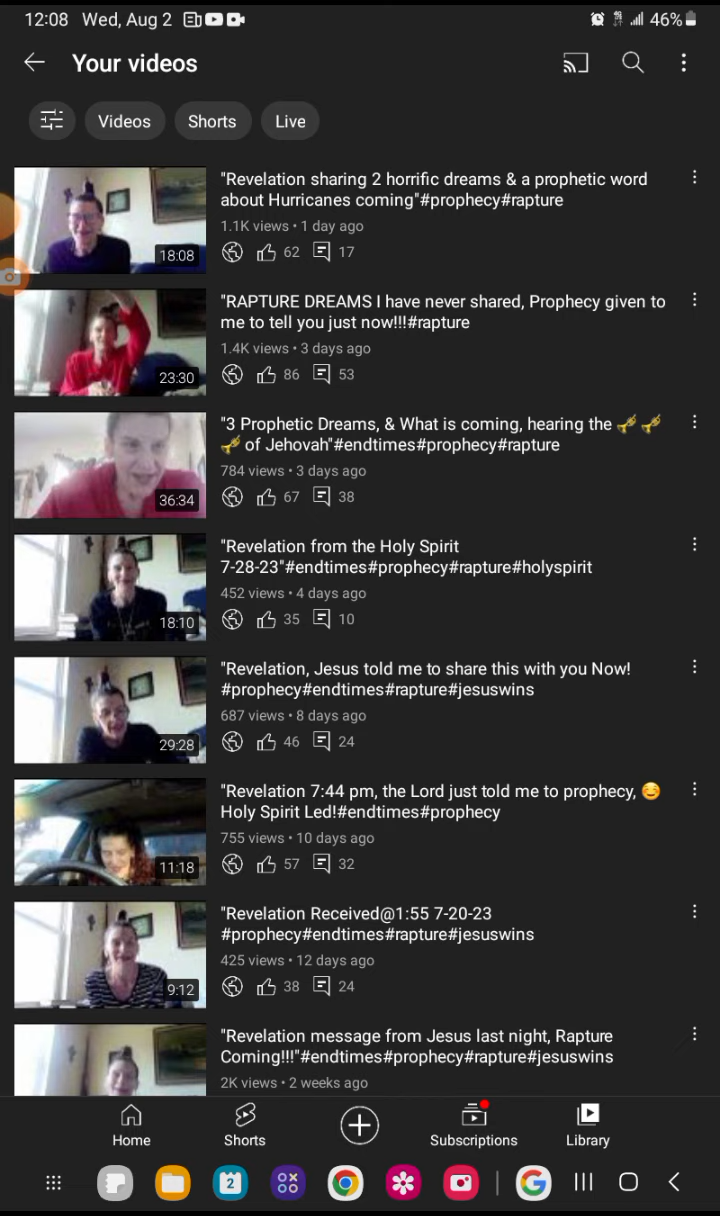 12:08 Wed, Aug 2 46%
Your videos
Videos Shorts Live
"Revelation sharing 2 horrific dreams & a prophetic word
about Hurricanes coming"#prophecy#rapture
1.1K views • 1 day ago
18:08
62 17
"RAPTURE DREAMS I have never shared, Prophecy given to
me to tell you just now!!!#rapture
1.4K views • 3 days ago
23:30
86 53
"3 Prophetic Dreams, & What is coming, hearing the 🎺 🎺
🎺 of Jehovah"#endtimes#prophecy#rapture
784 views • 3 days ago
36:34
67 38
"Revelation from the Holy Spirit
7-28-23"#endtimes#prophecy#rapture#holyspirit
452 views • 4 days ago
18:10
35 10
"Revelation, Jesus told me to share this with you Now!
#prophecy#endtimes#rapture#jesuswins
687 views • 8 days ago
29:28
46 24
"Revelation 7:44 pm, the Lord just told me to prophecy, ☺️
Holy Spirit Led!#endtimes#prophecy
755 views • 10 days ago
11:18
57 32
"Revelation Received@1:55 7-20-23
#prophecy#endtimes#rapture#jesuswins
425 views • 12 days ago
9:12
38 24
"Revelation message from Jesus last night, Rapture
Coming!!!"#endtimes#prophecy#rapture#jesuswins
2K views • 2 weeks ago
Home Shorts Subscriptions Library
2